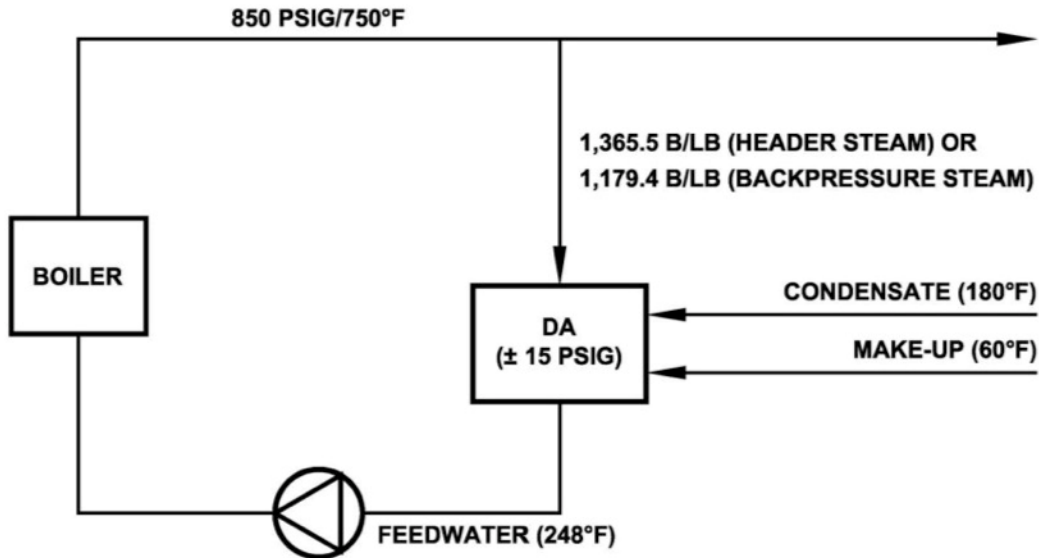 850 PSIG/750°F
1,365.5 B/LB (HEADER STEAM) OR
1,179.4 B/LB (BACKPRESSURE STEAM)
BOILER
CONDENSATE (180°F)
DA
(± 15 PSIG)
MAKE-UP (60°F)
FEEDWATER (248°F)